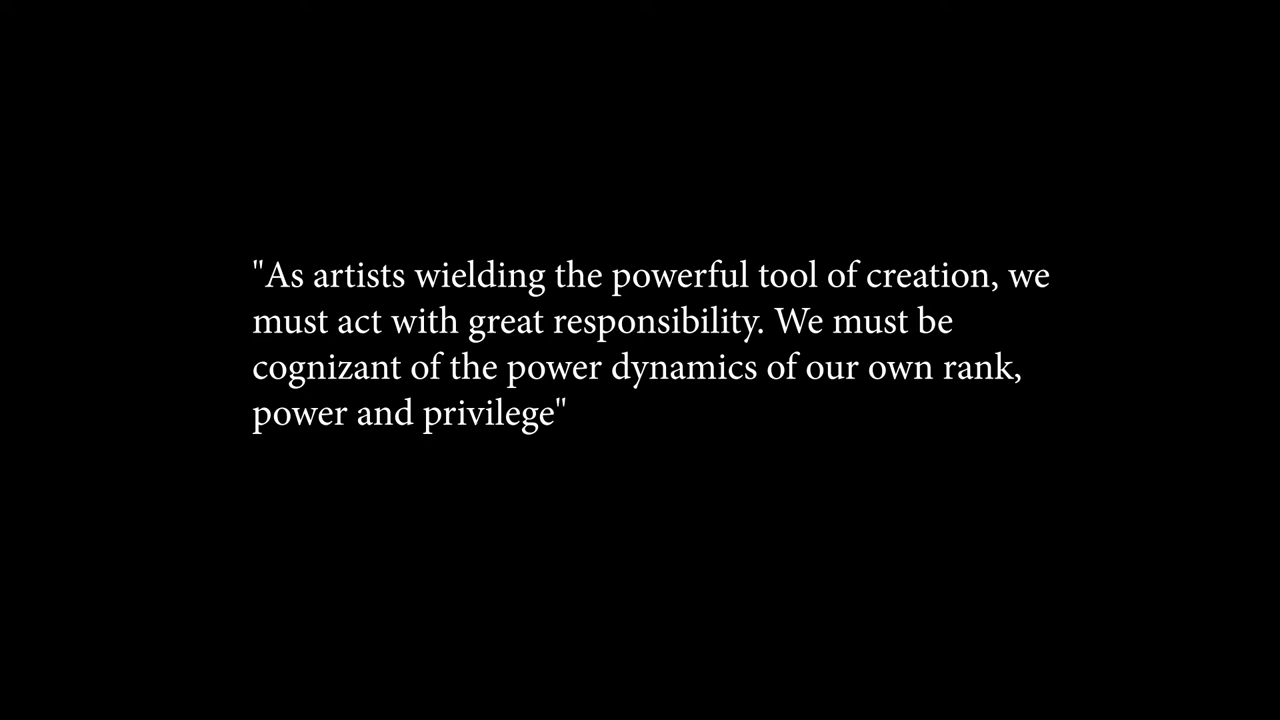 "As artists wielding the powerful tool of creation, we
must act with great responsibility. We must be
cognizant of the power dynamics of our own rank,
power and privilege"